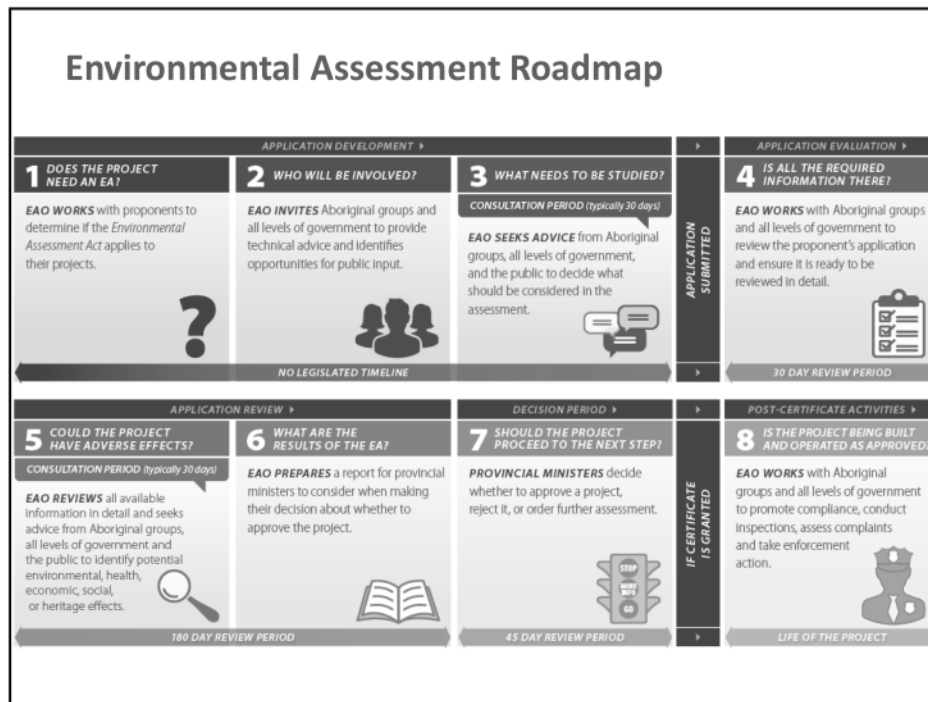 Environmental Assessment Roadmap
APPLICATION DEVELOPMENT
1 DOES THE PROJECT
NEED AN EA?
EAO WORKS with proponents to
determine if the Environmental
Assessment Act applies to
their projects.
?
2 WHO WILL BE INVOLVED?
EAO INVITES Aboriginal groups and
all levels of government to provide
technical advice and identifies
opportunities for public input.
3 WHAT NEEDS TO BE STUDIED?
CONSULTATION PERIOD (typically 30 days)
EAO SEEKS ADVICE from Aboriginal
groups, all levels of government,
and the public to decide what
should be considered in the
assessment.
NO LEGISLATED TIMELINE
APPLICATION
SUBMITTED
APPLICATION EVALUATION
4 IS ALL THE REQUIRED
INFORMATION THERE?
EAO WORKS with Aboriginal groups
and all levels of government to
review the proponent's application
and ensure it is ready to be
reviewed in detail.
30 DAY REVIEW PERIOD
APPLICATION REVIEW
5 COULD THE PROJECT
HAVE ADVERSE EFFECTS?
CONSULTATION PERIOD (typically 30 days)
EAO REVIEWS all available
information in detail and seeks
advice from Aboriginal groups,
all levels of government and
the public to identify potential
environmental, health,
economic, social,
or heritage effects.
6 WHAT ARE THE
RESULTS OF THE EA?
EAO PREPARES a report for provincial
ministers to consider when making
their decision about whether to
approve the project.
180 DAY REVIEW PERIOD
DECISION PERIOD
7 SHOULD THE PROJECT
PROCEED TO THE NEXT STEP?
PROVINCIAL MINISTERS decide
whether to approve a project,
reject it, or order further assessment.
STOP
MORE
INFO
GO
45 DAY REVIEW PERIOD
IF CERTIFICATE
IS GRANTED
POST-CERTIFICATE ACTIVITIES
8 IS THE PROJECT BEING BUILT
AND OPERATED AS APPROVED?
EAO WORKS with Aboriginal
groups and all levels of government
to promote compliance, conduct
inspections, assess complaints
and take enforcement
action.
LIFE OF THE PROJECT